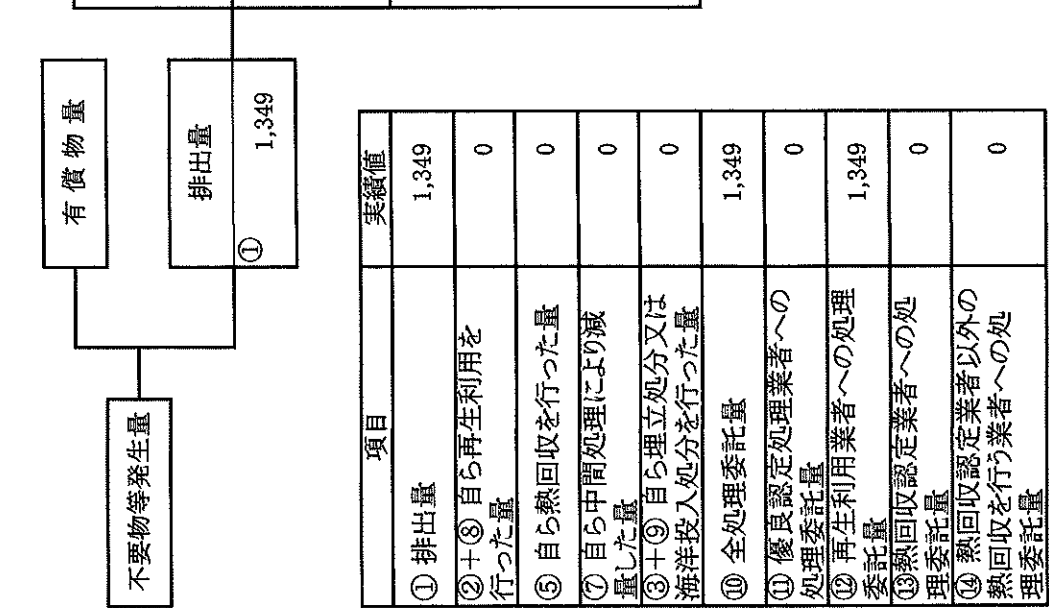 有償物量
不要物等発生量
排出量
① 1,349
項目 実績値
① 排出量 1,349
②+⑧ 自ら再生利用を
行った量 0
⑤ 自ら熱回収を行った量 0
⑦ 自ら中間処理により減
量した量 0
③+⑨ 自ら埋立処分又は
海洋投入処分を行った量 0
⑩ 全処理委託量 1,349
⑪ 優良認定処理業者への
処理委託量 0
⑫ 再生利用業者への処理
委託量 1,349
⑬熱回収認定業者への処
理委託量 0
⑭ 熱回収認定業者以外の
熱回収を行う業者への処
理委託量 0